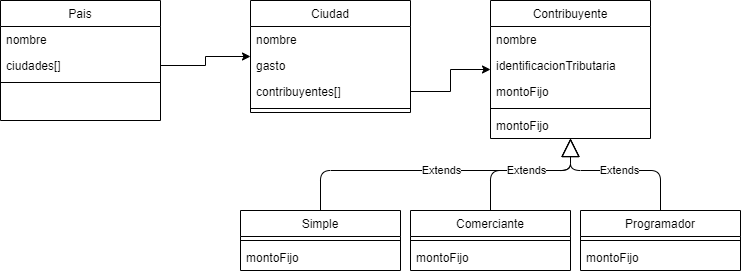 Pais
nombre
ciudades[]
Ciudad
nombre
gasto
contribuyentes[]
Contribuyente
nombre
identificacionTributaria
montoFijo
montoFijo
Extends
Extends
Extends
Simple
montoFijo
Comerciante
montoFijo
Programador
montoFijo